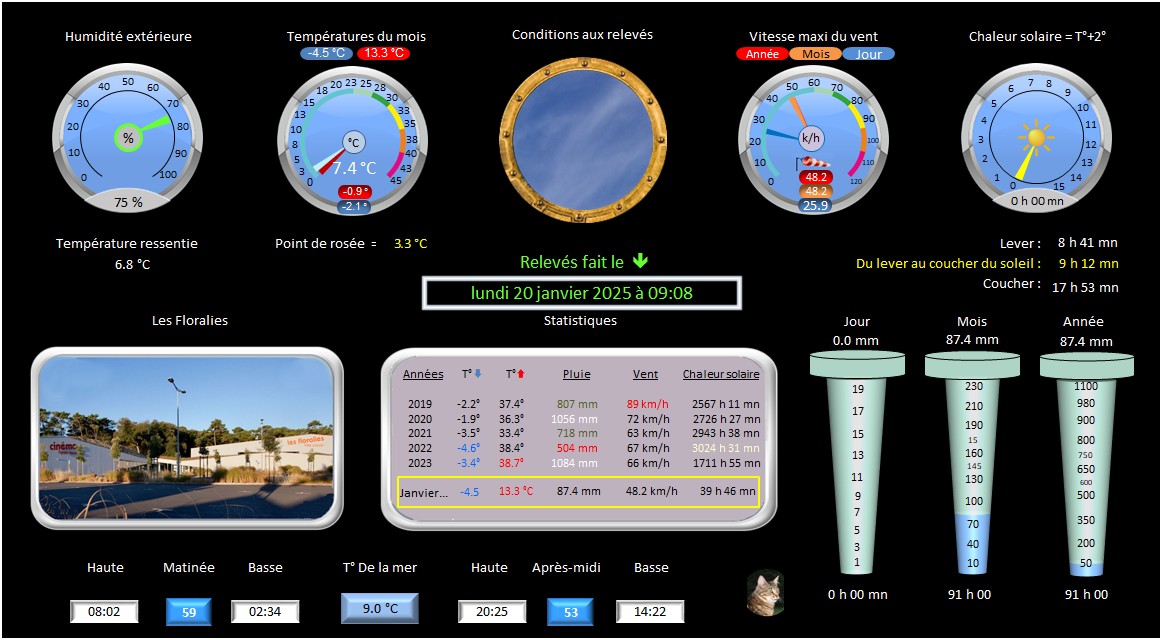 Humidité extérieure
Températures du mois
-4.5 °C 13.3 °C
Conditions aux relevés
Vitesse maxi du vent
Année Mois Jour
Chaleur solaire = T°+2°
0 10 20 30 40 50 60 70 80 90 100
%
75 %
0 3 5 8 10 13 15 18 20 23 25 28 30 33 35 38 40 43 45
°C
7.4 °C
-0.9 °
-2.1 °
0 10 20 30 40 50 60 70 80 90 100 110 120
k/h
48.2
48.2
25.9
0 1 2 3 4 5 6 7 8 9 10 11 12 13 14 15
0 h 00 mn
Température ressentie
6.8 °C
Point de rosée = 3.3 °C
Lever : 8 h 41 mn
Du lever au coucher du soleil : 9 h 12 mn
Coucher : 17 h 53 mn
Relevés fait le
lundi 20 janvier 2025 à 09:08
Les Floralies
cinéma
les floralies
Statistiques
Années T° T° Pluie Vent Chaleur solaire
2019 -2.2° 37.4° 807 mm 89 km/h 2567 h 11 mn
2020 -1.9° 36.3° 1056 mm 72 km/h 2726 h 27 mn
2021 -3.5° 33.4° 718 mm 63 km/h 2943 h 38 mn
2022 -4.6° 38.4° 504 mm 67 km/h 3024 h 31 mn
2023 -3.4° 38.7° 1084 mm 66 km/h 1711 h 55 mn
Janvier... -4.5 13.3 °C 87.4 mm 48.2 km/h 39 h 46 mn
Jour
0.0 mm
19
17
15
13
11
9
7
5
3
1
0 h 00 mn
Mois
87.4 mm
230
210
190
15
160
145
130
100
70
40
10
91 h 00
Année
87.4 mm
1100
980
900
800
750
650
600
500
350
200
50
91 h 00
Haute Matinée Basse
08:02 59 02:34
T° De la mer
9.0 °C
Haute Après-midi Basse
20:25 53 14:22